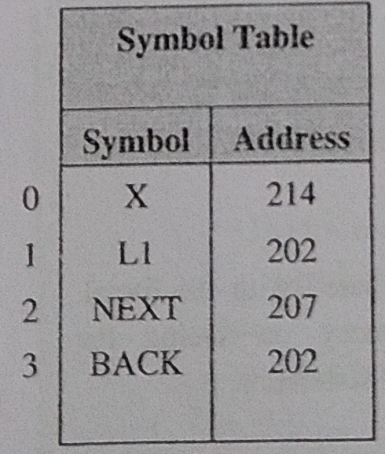 Symbol Table
Symbol Address
0 X 214
1 L1 202
2 NEXT 207
3 BACK 202